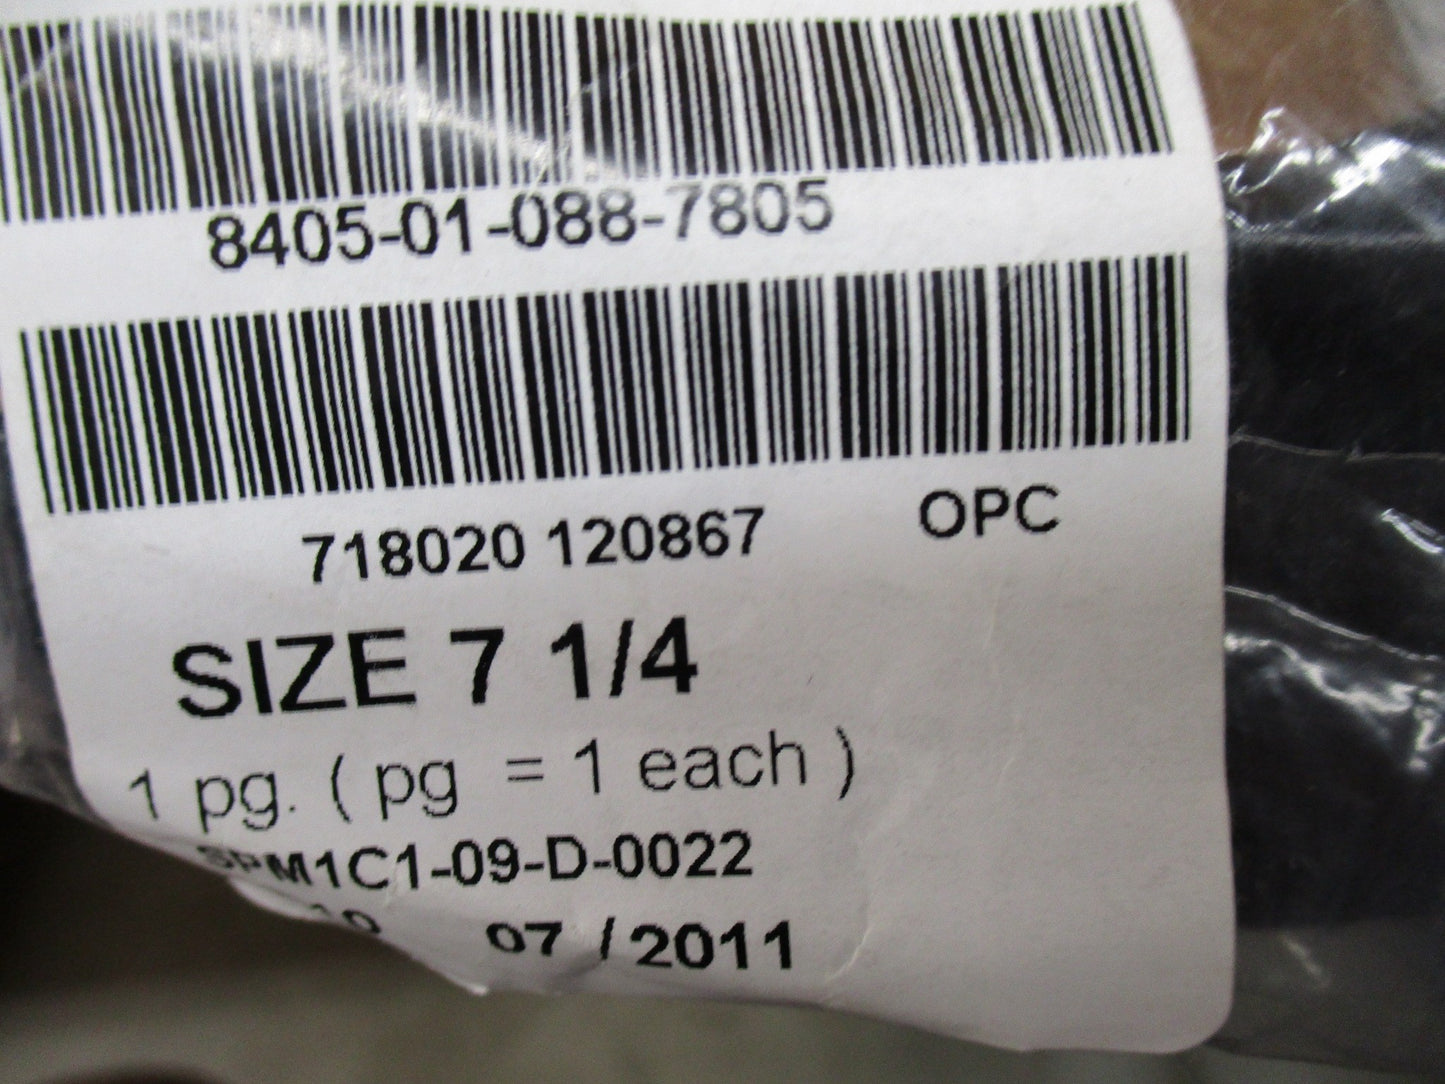 8405-01-088-7805
718020 120867 OPC
SIZE 7 1/4
1 pg. ( pg = 1 each )
SPM1C1-09-D-0022
10 07 / 2011